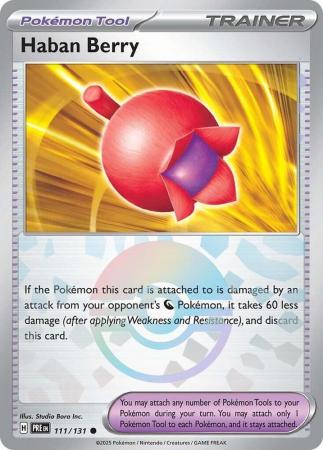 Pokémon Tool
TRAINER
Haban Berry
If the Pokémon this card is attached to is damaged by an
attack from your opponent's Pokémon, it takes 60 less
damage (after applying Weakness and Resistance), and discard
this card.
Illus. Studio Bora Inc.
H PRE EN 111/131
You may attach any number of Pokémon Tools to your
Pokémon during your turn. You may attach only 1
Pokémon Tool to each Pokémon, and it stays attached.
©2025 Pokémon / Nintendo / Creatures / GAME FREAK